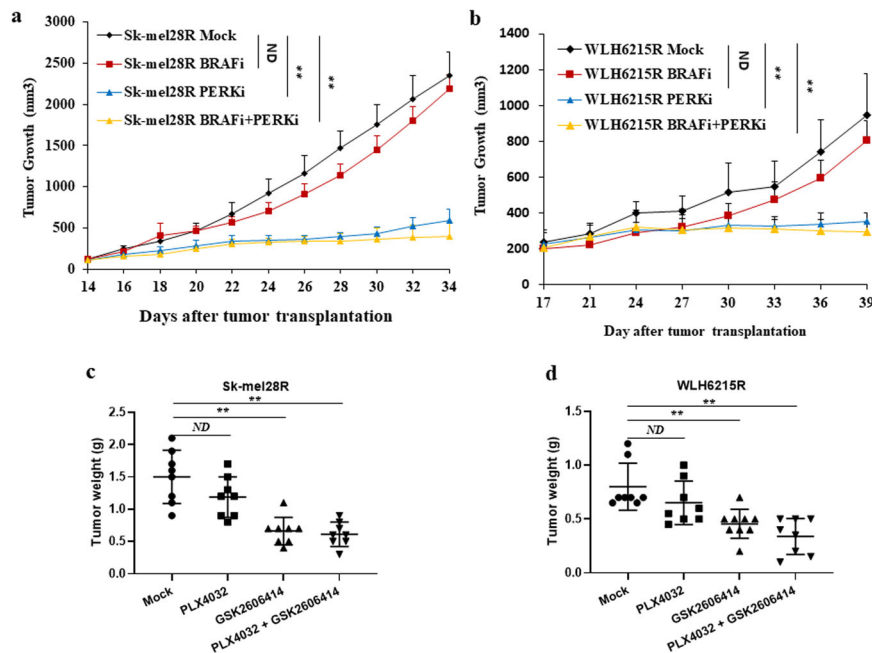 a
Tumor Growth (mm3)
3000
2500
2000
1500
1000
500
0
Sk-mel28R Mock
Sk-mel28R BRAFi
Sk-mel28R PERKi
Sk-mel28R BRAFi+PERKi
ND
**
**
14 16 18 20 22 24 26 28 30 32 34
Days after tumor transplantation
b
Tumor Growth (mm3)
1400
1200
1000
800
600
400
200
0
WLH6215R Mock
WLH6215R BRAFi
WLH6215R PERKi
WLH6215R BRAFi+PERKi
ND
**
**
17 21 24 27 30 33 36 39
Day after tumor transplantation
c
Sk-mel28R
**
**
ND
Tumor weight (g)
2.5
2.0
1.5
1.0
0.5
0.0
Mock
PLX4032
GSK2606414
PLX4032 + GSK2606414
d
WLH6215R
**
**
ND
Tumor weight (g)
1.5
1.0
0.5
0.0
Mock
PLX4032
GSK2606414
PLX4032 + GSK2606414